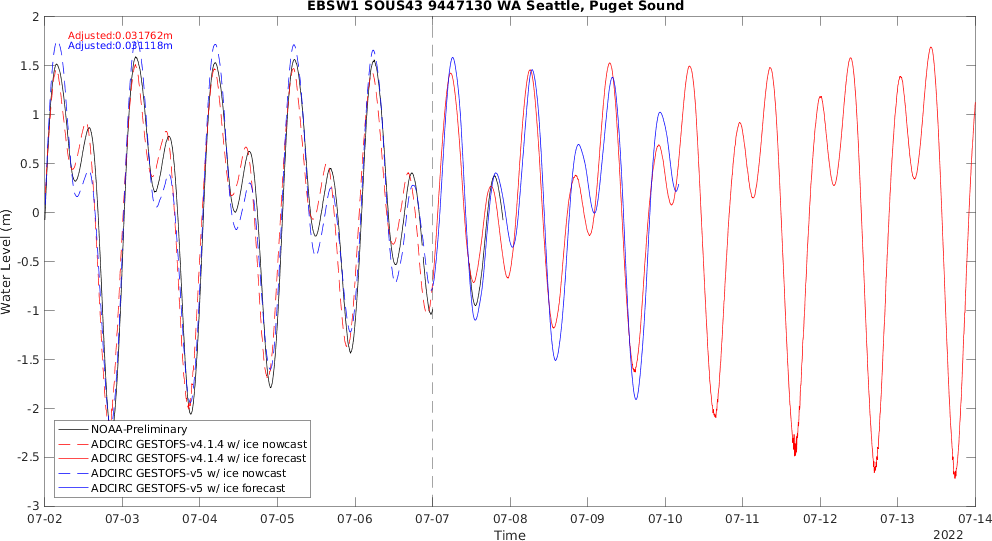 EBSW1 SOUS43 9447130 WA Seattle, Puget Sound
Adjusted:0.031762m
Adjusted:0.031118m
Water Level (m)
2
1.5
1
0.5
0
-0.5
-1
-1.5
-2
-2.5
-3
NOAA-Preliminary
ADCIRC GESTOFS-v4.1.4 w/ ice nowcast
ADCIRC GESTOFS-v4.1.4 w/ ice forecast
ADCIRC GESTOFS-v5 w/ ice nowcast
ADCIRC GESTOFS-v5 w/ ice forecast
07-02 07-03 07-04 07-05 07-06 07-07 07-08 07-09 07-10 07-11 07-12 07-13 07-14
Time
2022